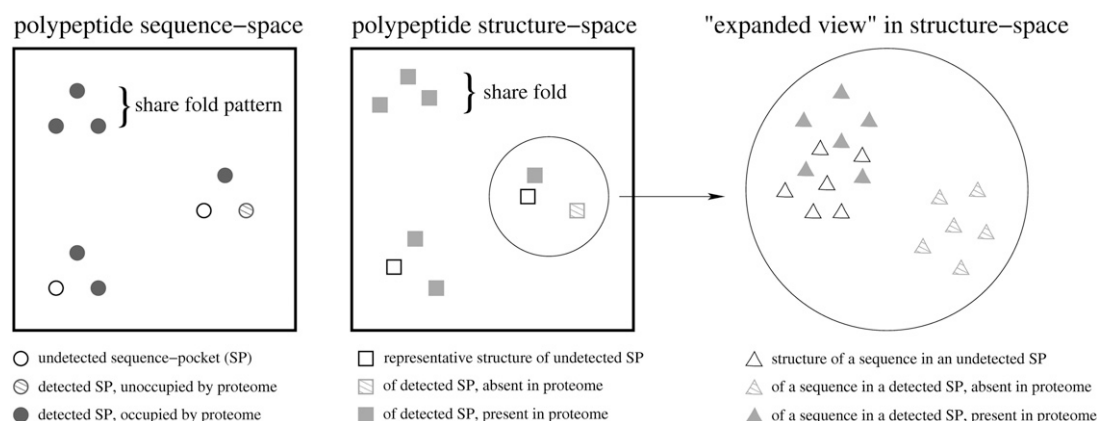 polypeptide sequence−space
polypeptide structure−space
"expanded view" in structure−space
} share fold pattern
} share fold
undetected sequence−pocket (SP)
detected SP, unoccupied by proteome
detected SP, occupied by proteome
representative structure of undetected SP
of detected SP, absent in proteome
of detected SP, present in proteome
structure of a sequence in an undetected SP
of a sequence in a detected SP, absent in proteome
of a sequence in a detected SP, present in proteome